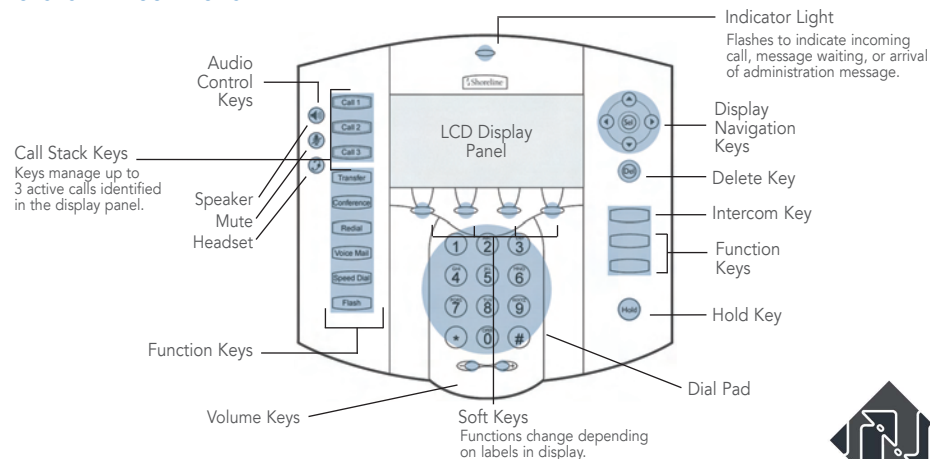 Indicator Light
Flashes to indicate incoming
call, message waiting, or arrival
of administration message.
Audio
Control
Keys
Shoreline
Call 1
Call 2
Call 3
LCD Display
Panel
Sel
Display
Navigation
Keys
Call Stack Keys
Keys manage up to
3 active calls identified
in the display panel.
Del
Delete Key
Speaker
Mute
Headset
Transfer
Conference
Redial
Voice Mail
Speed Dial
Flash
Intercom Key
Function
Keys
1 2 3
4 5 6
7 8 9
* 0 #
Hold
Hold Key
Function Keys
Dial Pad
Volume Keys
Soft Keys
Functions change depending
on labels in display.